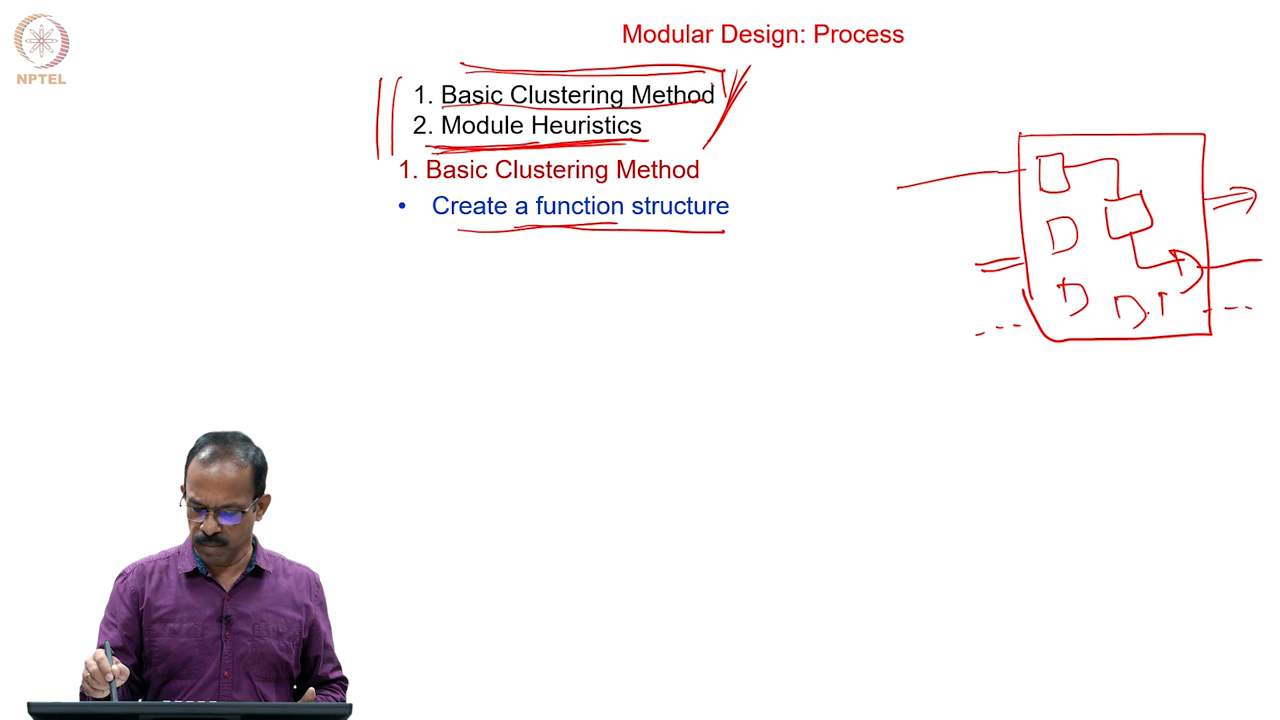 Modular Design: Process
NPTEL
1. Basic Clustering Method
2. Module Heuristics
1. Basic Clustering Method
• Create a function structure